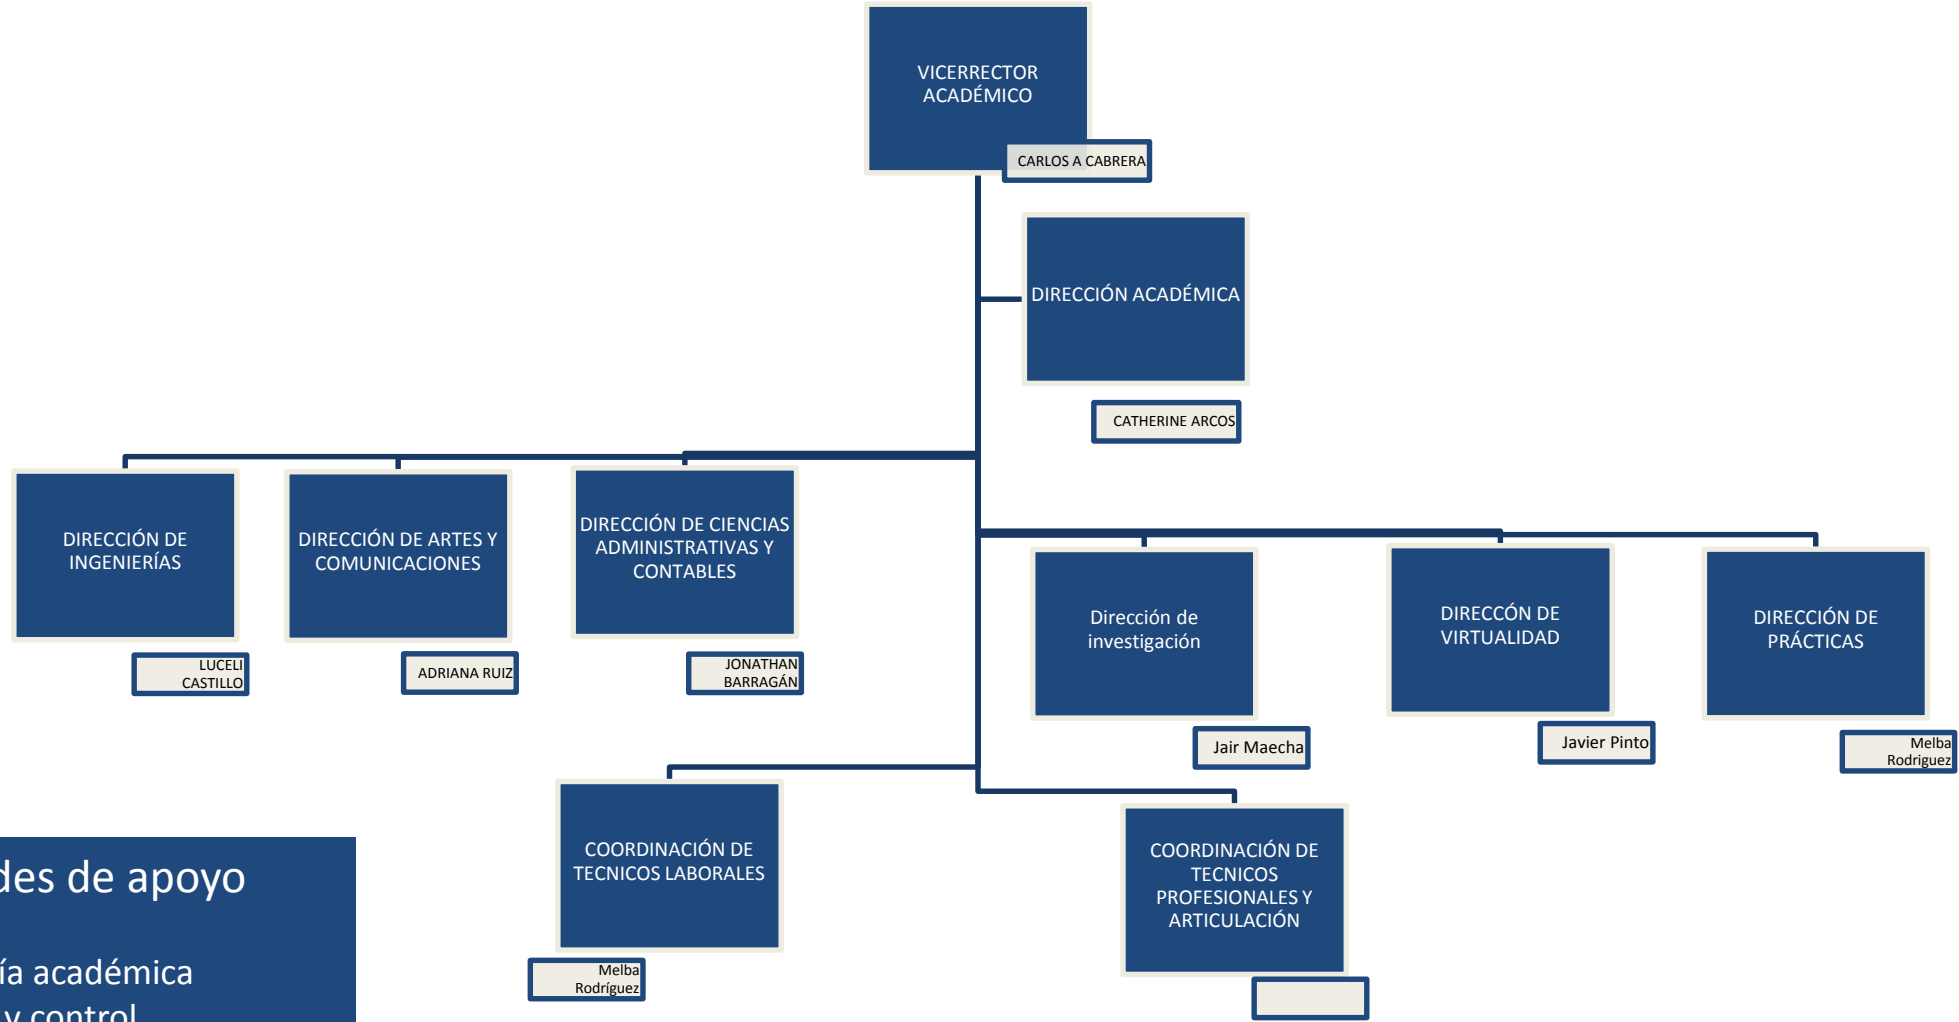 VICERRECTOR
ACADÉMICO
CARLOS A CABRERA
DIRECCIÓN ACADÉMICA
CATHERINE ARCOS
DIRECCIÓN DE
INGENIERÍAS
LUCELI
CASTILLO
DIRECCIÓN DE ARTES Y
COMUNICACIONES
ADRIANA RUIZ
DIRECCIÓN DE CIENCIAS
ADMINISTRATIVAS Y
CONTABLES
JONATHAN
BARRAGÁN
Dirección de
investigación
Jair Maecha
DIRECCÓN DE
VIRTUALIDAD
Javier Pinto
DIRECCIÓN DE
PRÁCTICAS
Melba
Rodriguez
COORDINACIÓN DE
TECNICOS LABORALES
Melba
Rodríguez
COORDINACIÓN DE
TECNICOS
PROFESIONALES Y
ARTICULACIÓN
des de apoyo
ía académica
y control